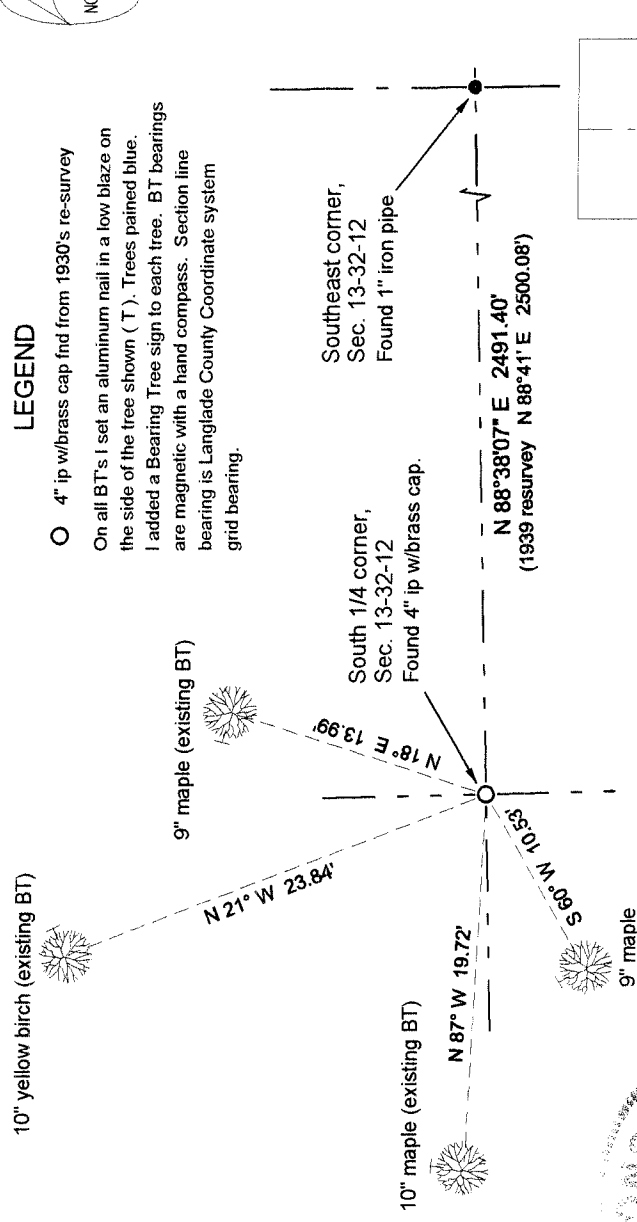 NO
LEGEND
4" ip w/brass cap fnd from 1930's re-survey
On all BT's I set an aluminum nail in a low blaze on
the side of the tree shown ( T ). Trees pained blue.
I added a Bearing Tree sign to each tree. BT bearings
are magnetic with a hand compass. Section line
bearing is Langlade County Coordinate system
grid bearing.
10" yellow birch (existing BT)
9" maple (existing BT)
N 21° W 23.84'
N 18° E 13.99'
South 1/4 corner,
Sec. 13-32-12
Found 4" ip w/brass cap.
Southeast corner,
Sec. 13-32-12
Found 1" iron pipe
10" maple (existing BT)
N 87° W 19.72'
S 60° W 10.53'
9" maple
N 88°38'07" E 2491.40'
(1939 resurvey N 88°41' E 2500.08')